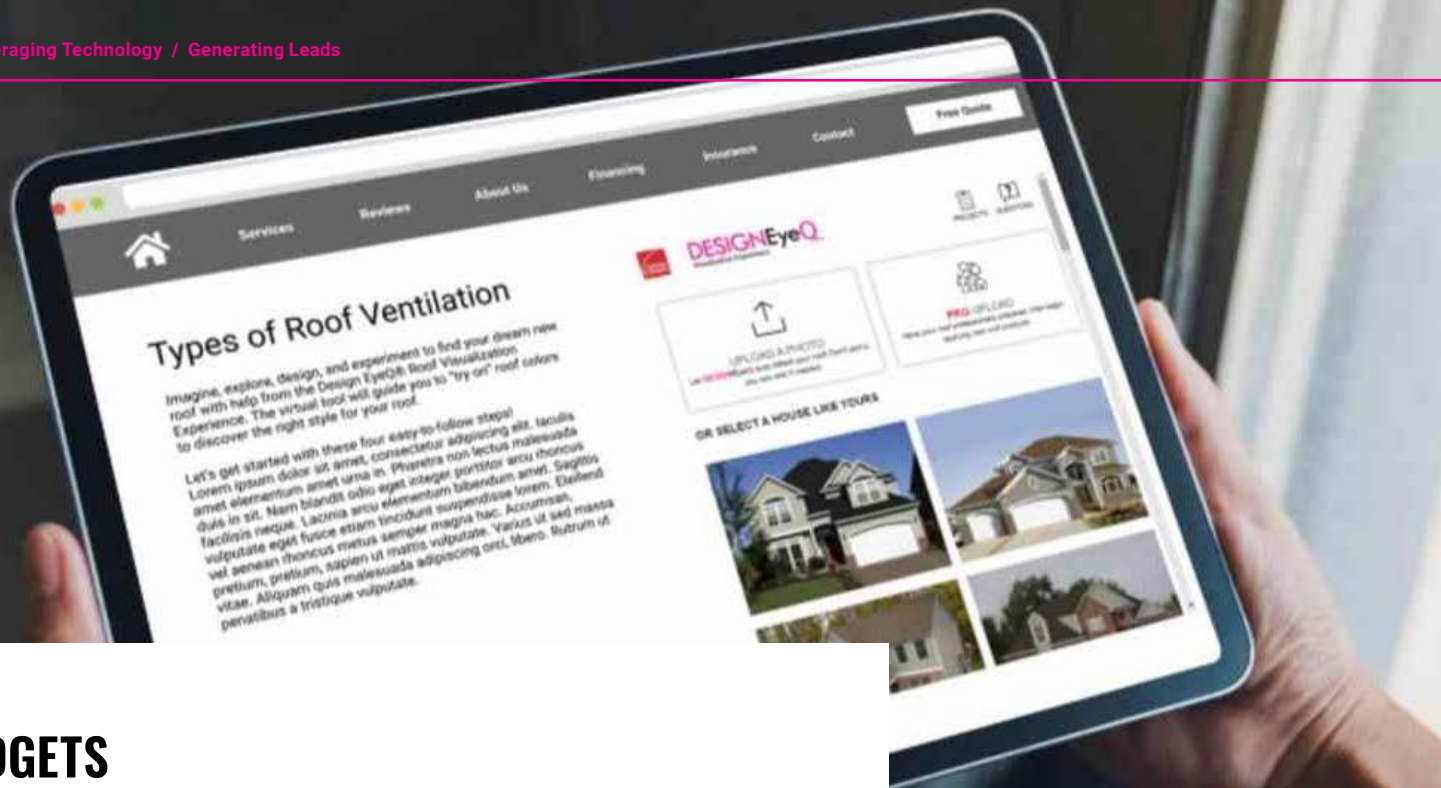 eraging Technology / Generating Leads
Free Quote
Contact
Insurance
Financing
About Us
Reviews
Services
DESIGNEyeQ
PROJECTS
QUESTIONS
Types of Roof Ventilation
Imagine, explore, design, and experiment to find your dream new
roof with help from the Design EyeQ® Roof Visualization
Experience. The virtual tool will guide you to "try on" roof colors
to discover the right style for your roof.
Let's get started with these four easy-to-follow steps!
Lorem ipsum dolor sit amet, consectetur adipiscing elit. Iaculis
amet elementum amet urna in. Pharetra non lectus malesuada
duis in sit. Nam blandit odio eget integer porttitor arcu rhoncus
facilisis neque. Lacinia arcu elementum bibendum amet. Sagittis
vulputate eget fusce etiam tincidunt suspendisse lorem. Eleifend
vel aenean rhoncus metus semper magna hac. Accumsan,
pretium, pretium, sapien ut mattis vulputate. Varius ut sed massa
vitae. Aliquam quis malesuada adipiscing orci, libero. Rutrum ut
penatibus a tristique vulputate.
UPLOAD A PHOTO
PRO UPLOAD
OR SELECT A HOUSE LIKE YOURS
DGETS